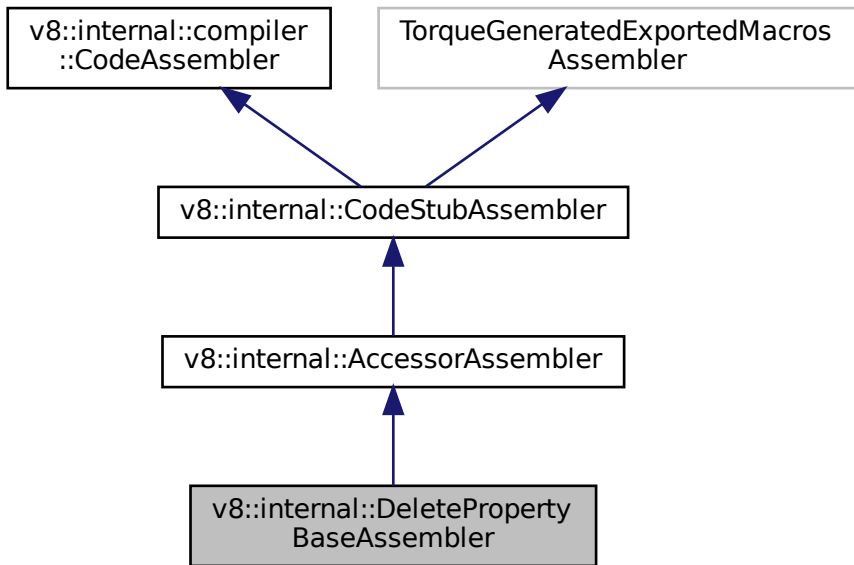 v8::internal::compiler
::CodeAssembler
TorqueGeneratedExportedMacros
Assembler
v8::internal::CodeStubAssembler
v8::internal::AccessorAssembler
v8::internal::DeleteProperty
BaseAssembler